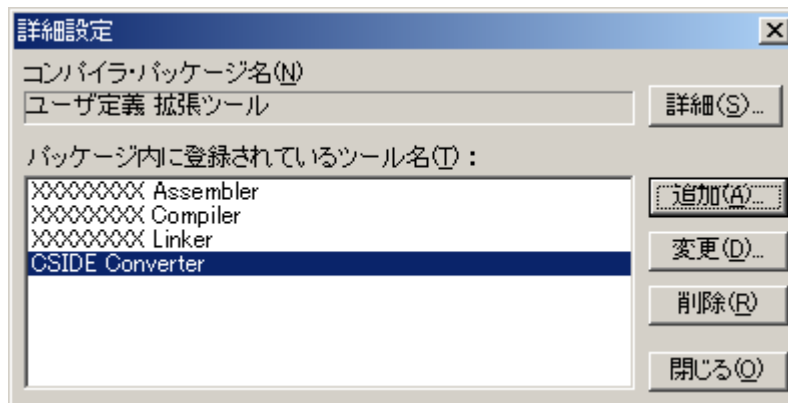 詳細設定
コンパイラ・パッケージ名(N)
ユーザ定義 拡張ツール
詳細(S)...
パッケージ内に登録されているツール名(T)：
XXXXXXXX Assembler
XXXXXXXX Compiler
XXXXXXXX Linker
CSIDE Converter
追加(A)...
変更(D)...
削除(R)
閉じる(O)